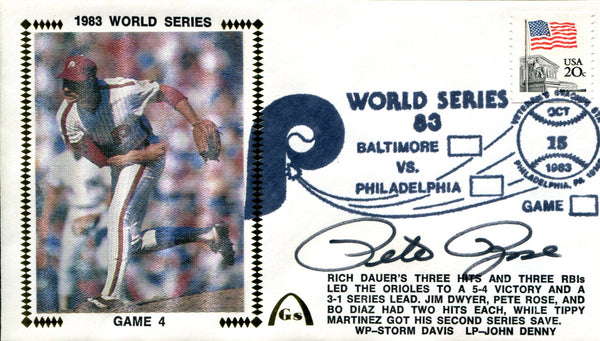 1983 WORLD SERIES
GAME 4
P
WORLD SERIES
83
BALTIMORE
VS.
PHILADELPHIA
GAME
USA
20c
OCT
15
1983
PHILADELPHIA, PA
Pete Rose
Gs
RICH DAUER'S THREE HITS AND THREE RBIs
LED THE ORIOLES TO A 5-4 VICTORY AND A
3-1 SERIES LEAD. JIM DWYER, PETE ROSE, AND
BO DIAZ HAD TWO HITS EACH, WHILE TIPPY
MARTINEZ GOT HIS SECOND SERIES SAVE.
WP-STORM DAVIS LP-JOHN DENNY